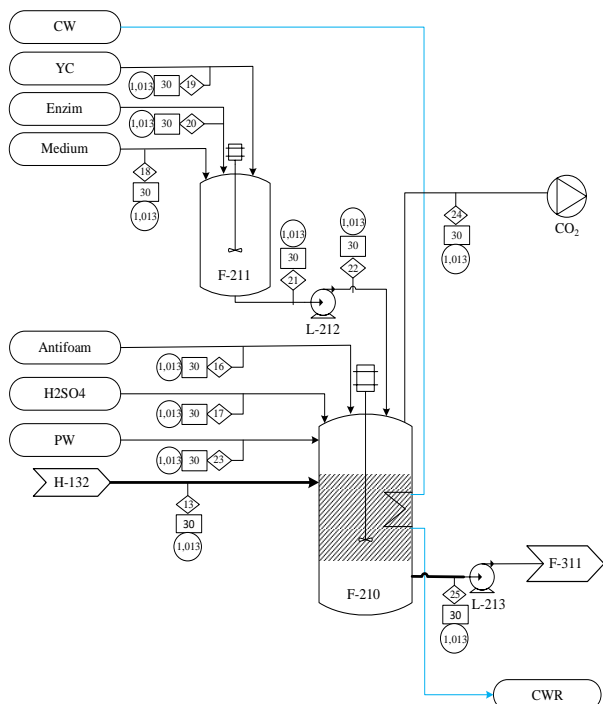 CW
YC
1,013 30 19
Enzim
1,013 30 20
Medium
18
30
1,013
F-211
1,013
30
21
1,013
30
22
L-212
24
30
1,013
CO2
Antifoam
1,013 30 16
H2SO4
1,013 30 17
PW
1,013 30 23
H-132
13
30
1,013
F-210
25
30
1,013
L-213
F-311
CWR